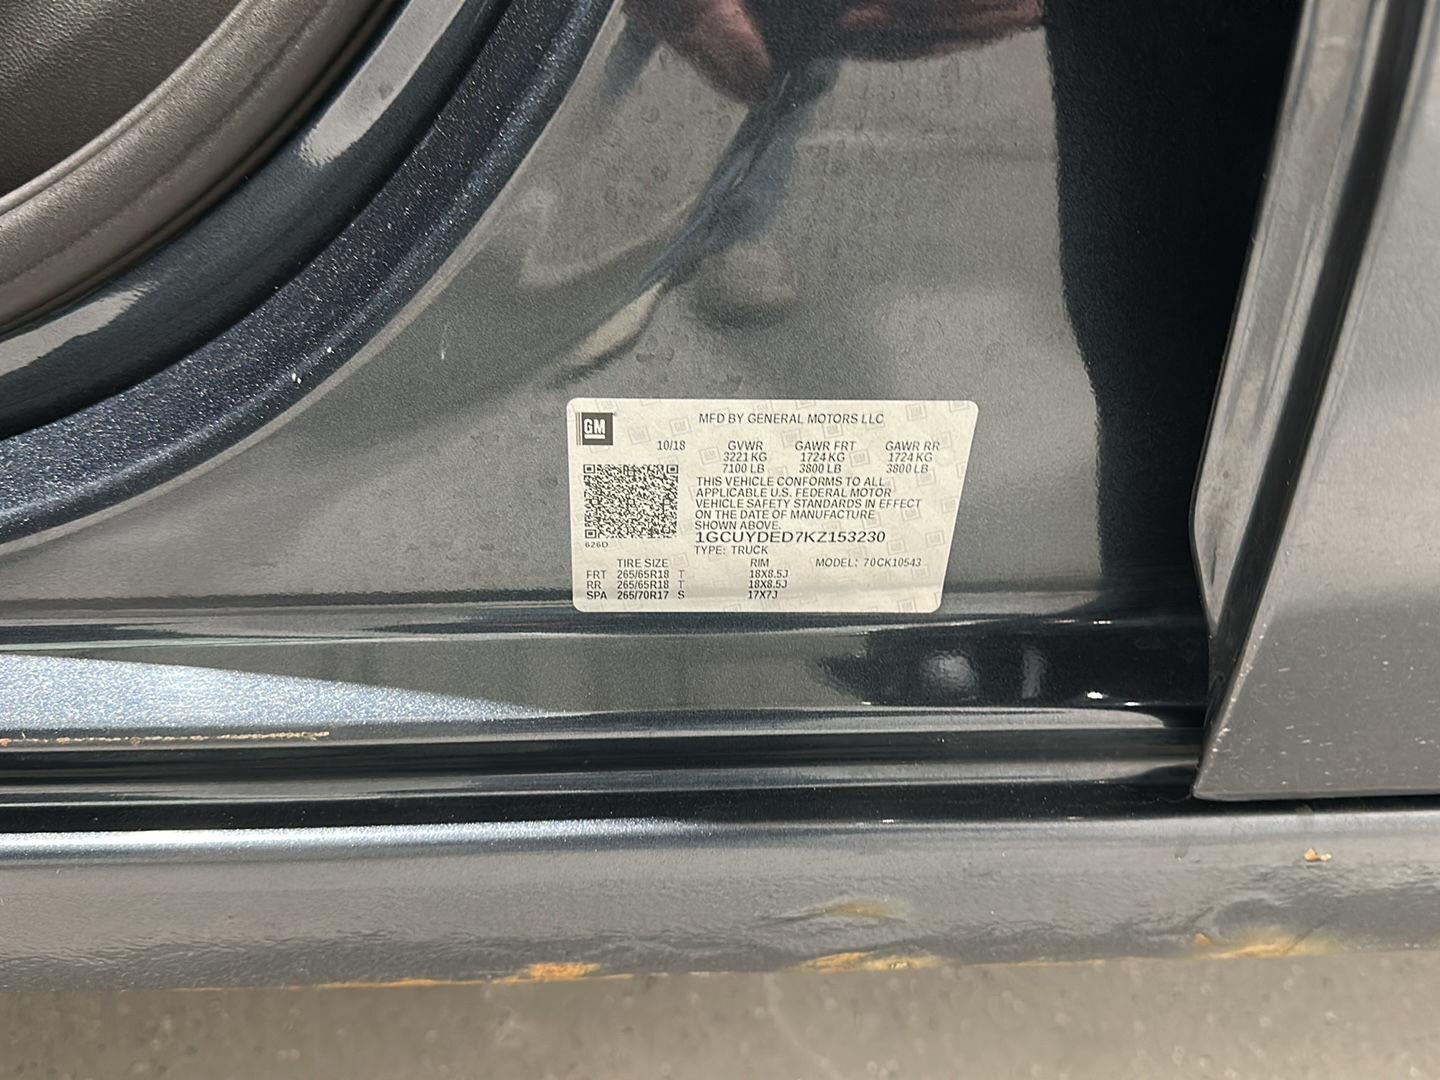 GM
MFD BY GENERAL MOTORS LLC
10/18 GVWR GAWR FRT GAWR RR
3221 KG 1724 KG 1724 KG
7100 LB 3800 LB 3800 LB
THIS VEHICLE CONFORMS TO ALL
APPLICABLE U.S. FEDERAL MOTOR
VEHICLE SAFETY STANDARDS IN EFFECT
ON THE DATE OF MANUFACTURE
SHOWN ABOVE.
1GCUYDED7KZ153230
626D
TYPE: TRUCK
TIRE SIZE RIM MODEL: 70CK10543
FRT 265/65R18 T 18X8.5J
RR 265/65R18 T 18X8.5J
SPA 265/70R17 S 17X7J